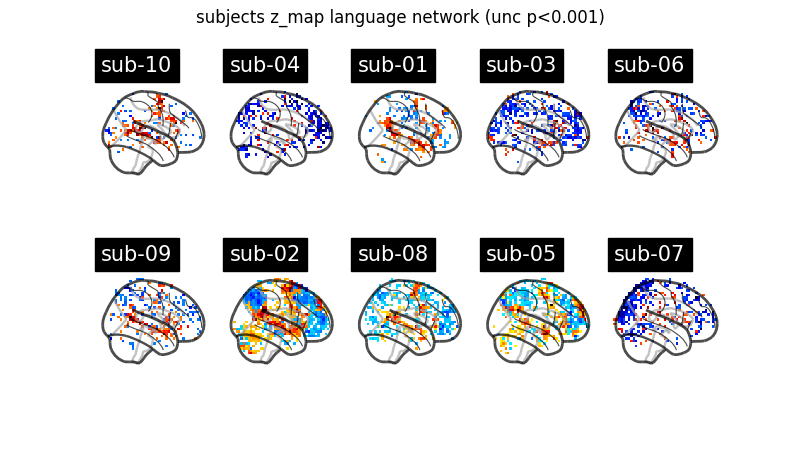 subjects z_map language network (unc p<0.001)
sub-10
sub-04
sub-01
sub-03
sub-06
sub-09
sub-02
sub-08
sub-05
sub-07